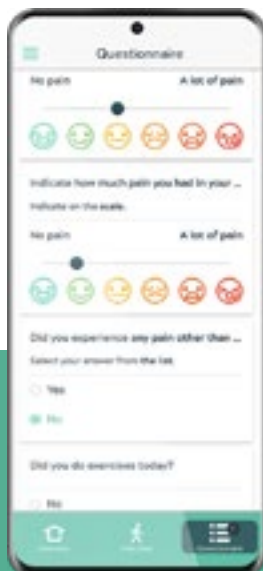 Questionnaire
No pain A lot of pain
Indicate how much pain you had in your ...
Indicate on the scale.
No pain A lot of pain
Did you experience any pain other than ...
Select your answer from the list.
Yes
No
Did you do exercises today?
No
Questionnaire